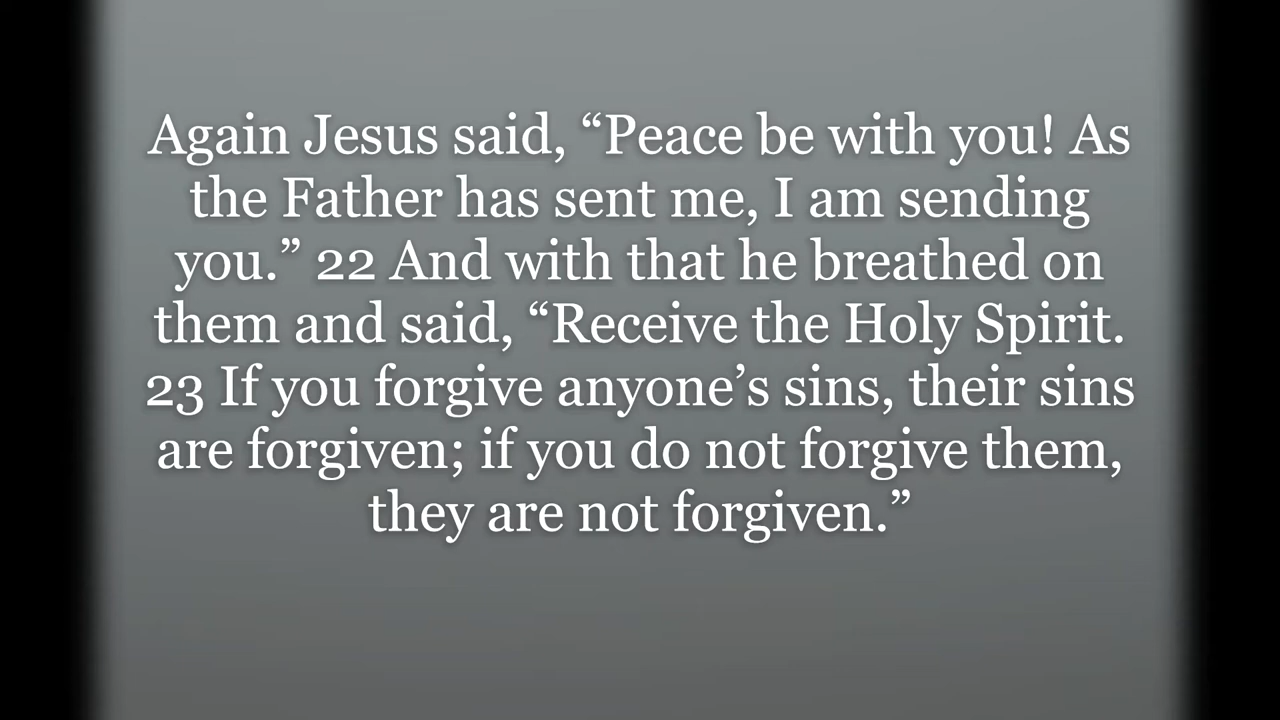 Again Jesus said, “Peace be with you! As
the Father has sent me, I am sending
you.” 22 And with that he breathed on
them and said, “Receive the Holy Spirit.
23 If you forgive anyone’s sins, their sins
are forgiven; if you do not forgive them,
they are not forgiven.”